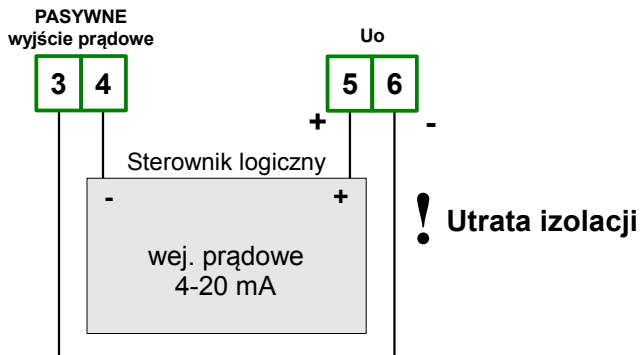 PASYWNE
wyjście prądowe
Uo
3 4
5 6
+ -
Sterownik logiczny
- +
! Utrata izolacji
wej. prądowe
4-20 mA